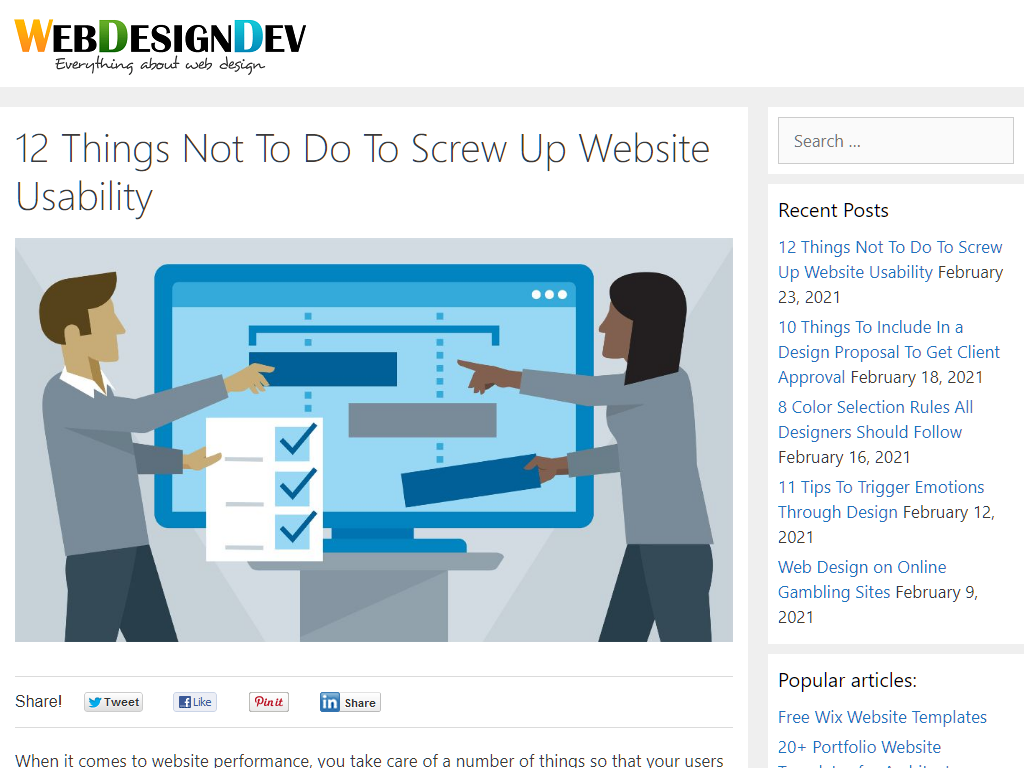 WEBDESIGNDEV
Everything about web design
12 Things Not To Do To Screw Up Website
Usability
Share!
Tweet
Like
Pin it
in Share
When it comes to website performance, you take care of a number of things so that your users
Search ...
Recent Posts
12 Things Not To Do To Screw
Up Website Usability February
23, 2021
10 Things To Include In a
Design Proposal To Get Client
Approval February 18, 2021
8 Color Selection Rules All
Designers Should Follow
February 16, 2021
11 Tips To Trigger Emotions
Through Design February 12,
2021
Web Design on Online
Gambling Sites February 9,
2021
Popular articles:
Free Wix Website Templates
20+ Portfolio Website